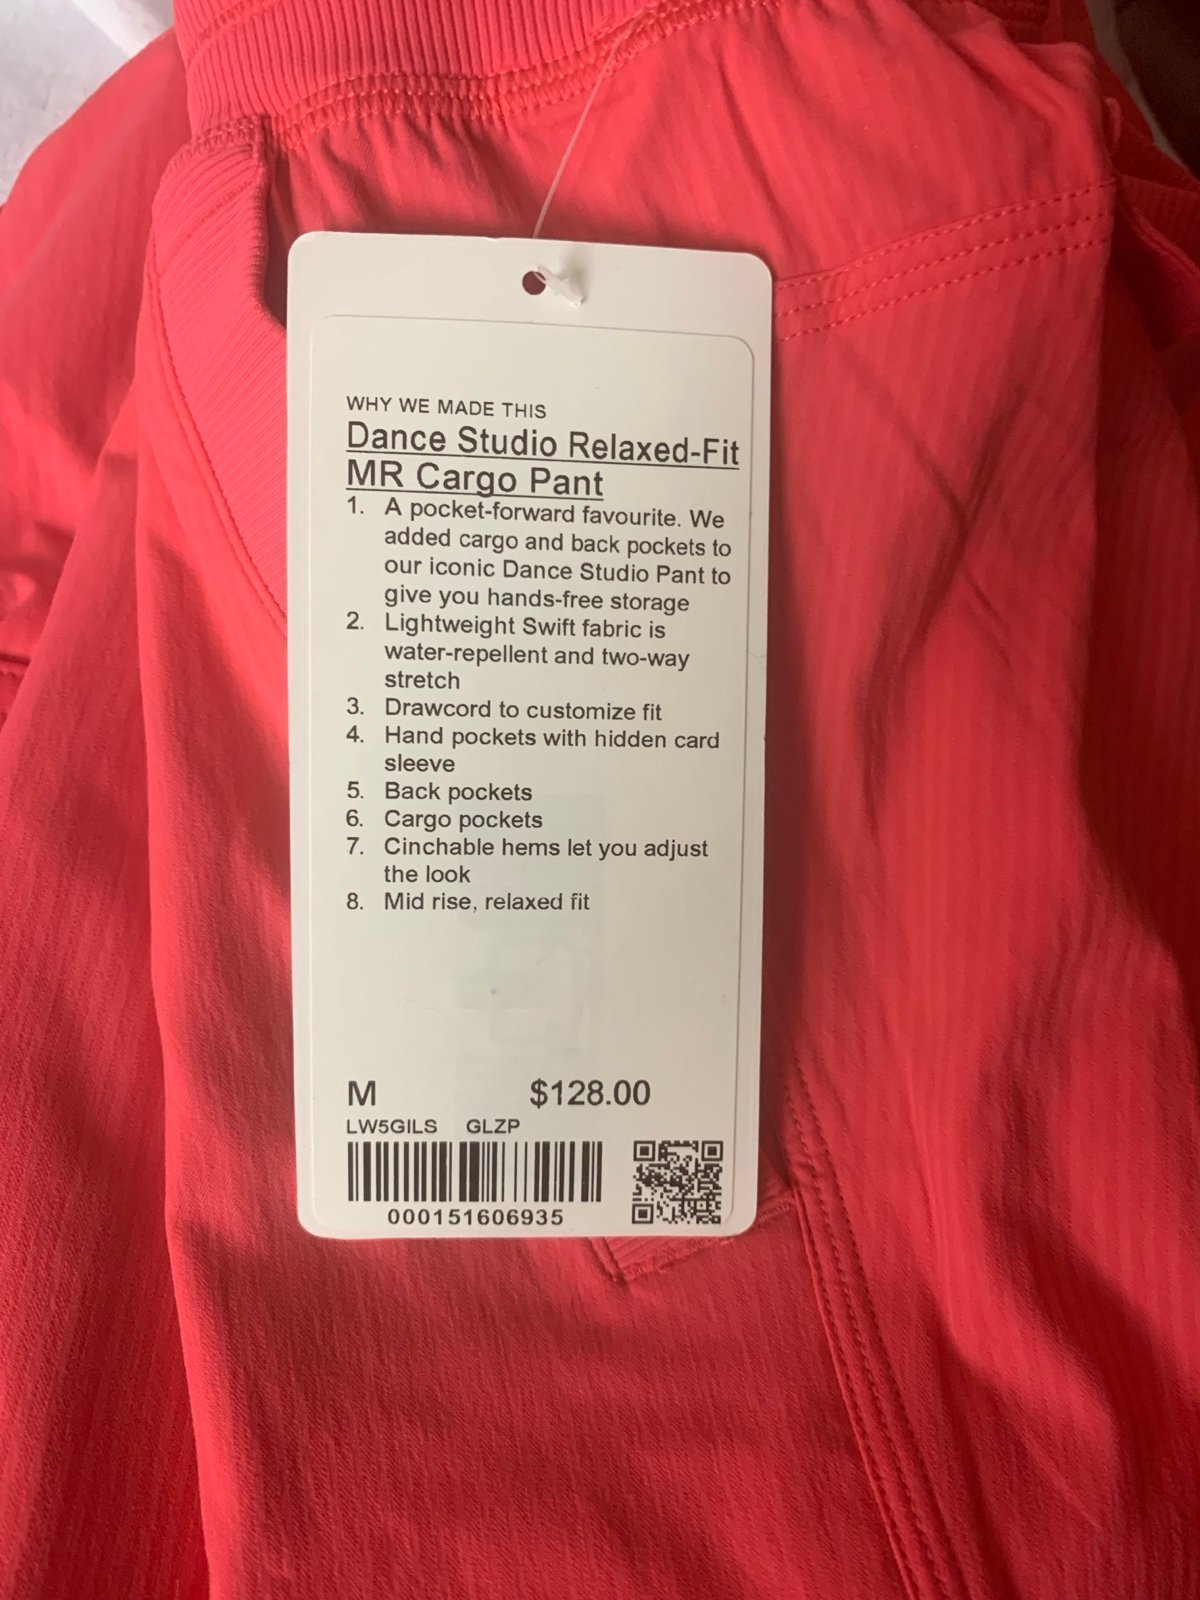 WHY WE MADE THIS
Dance Studio Relaxed-Fit
MR Cargo Pant
1. A pocket-forward favourite. We
added cargo and back pockets to
our iconic Dance Studio Pant to
give you hands-free storage
2. Lightweight Swift fabric is
water-repellent and two-way
stretch
3. Drawcord to customize fit
4. Hand pockets with hidden card
sleeve
5. Back pockets
6. Cargo pockets
7. Cinchable hems let you adjust
the look
8. Mid rise, relaxed fit
M $128.00
LW5GILS GLZP
000151606935